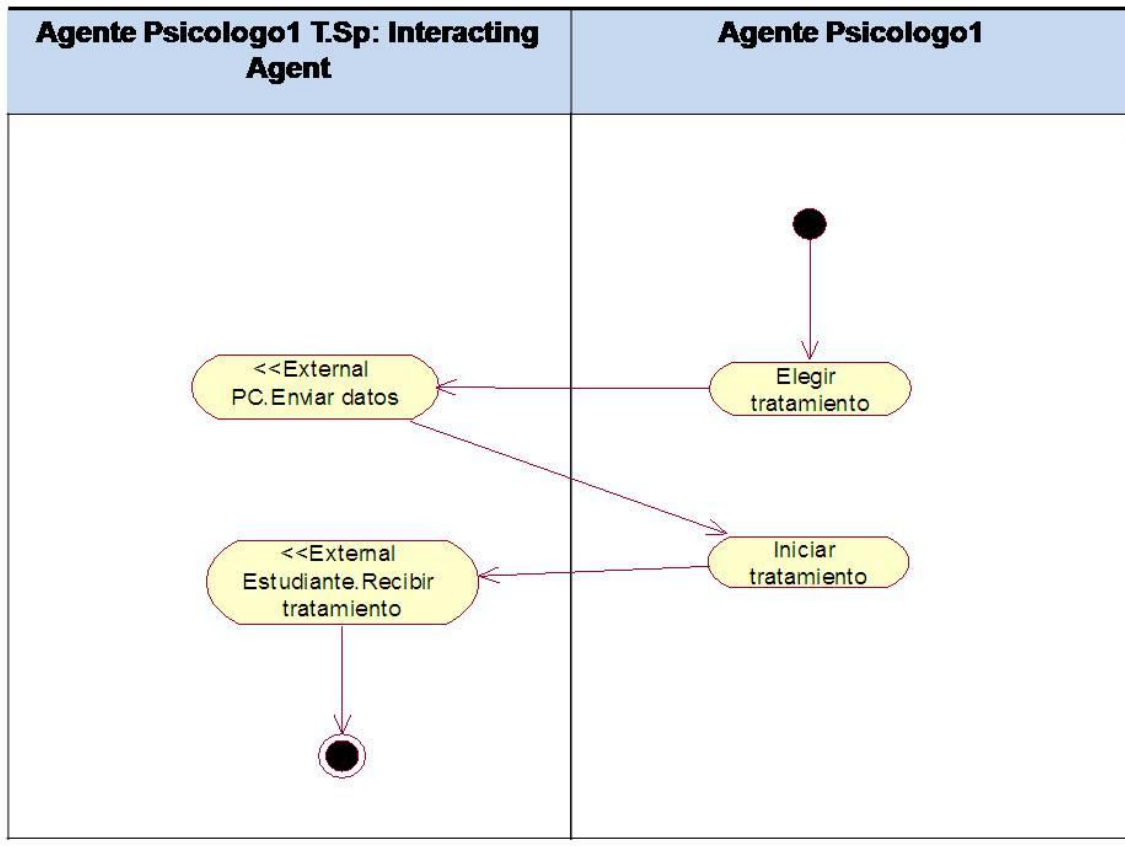 Agente Psicologo1 T.Sp: Interacting
Agent
Agente Psicologo1
<<External
PC.Enviar datos
Elegir
tratamiento
<<External
Estudiante.Recibir
tratamiento
Iniciar
tratamiento